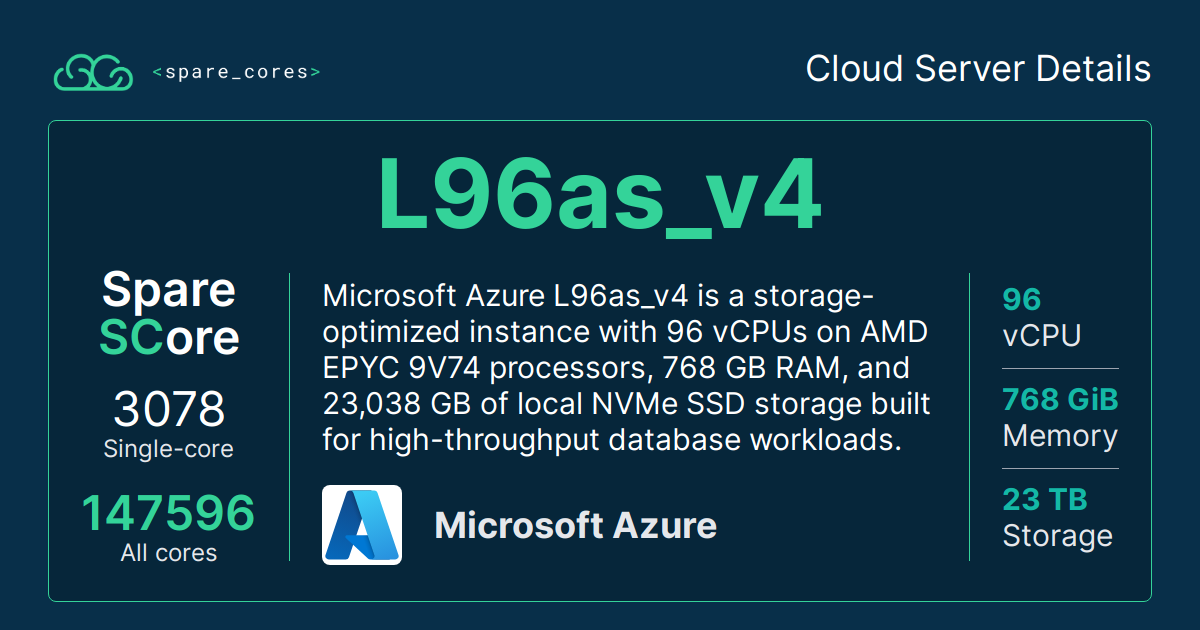 <spare_cores>
Cloud Server Details
L96as_v4
Spare
SCore
3078
Single-core
147596
All cores
Microsoft Azure L96as_v4 is a storage-
optimized instance with 96 vCPUs on AMD
EPYC 9V74 processors, 768 GB RAM, and
23,038 GB of local NVMe SSD storage built
for high-throughput database workloads.
Microsoft Azure
96
vCPU
768 GiB
Memory
23 TB
Storage